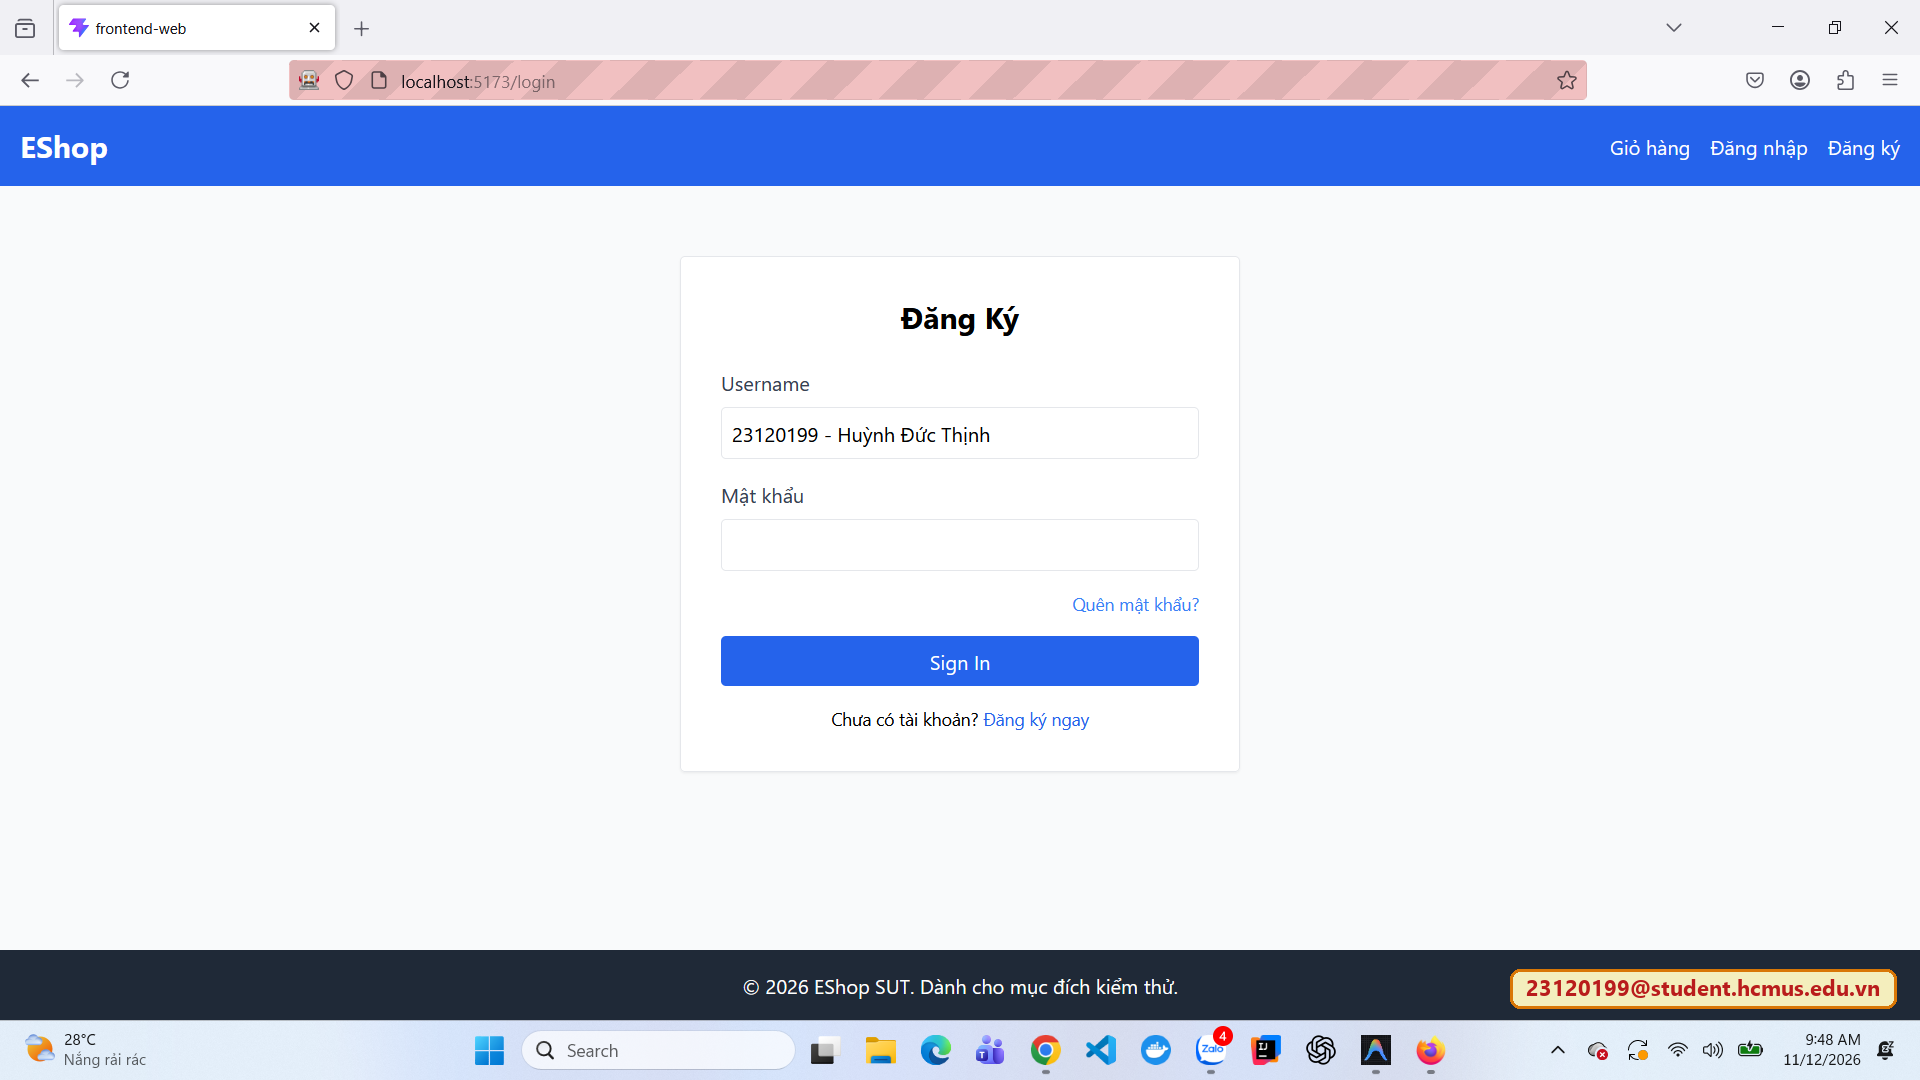 frontend-web
localhost:5173/login
EShop
Giỏ hàng Đăng nhập Đăng ký
Đăng Ký
Username
23120199 - Huỳnh Đức Thịnh
Mật khẩu
Quên mật khẩu?
Sign In
Chưa có tài khoản? Đăng ký ngay
© 2026 EShop SUT. Dành cho mục đích kiểm thử.
23120199@student.hcmus.edu.vn
28°C
Nắng rải rác
Search
Zalo
4
9:48 AM
11/12/2026